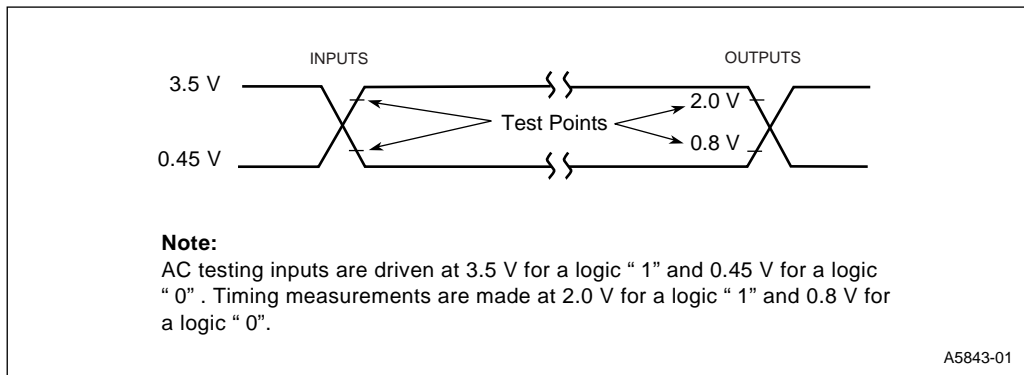 INPUTS
OUTPUTS
3.5 V
2.0 V
Test Points
0.8 V
0.45 V
Note:
AC testing inputs are driven at 3.5 V for a logic “ 1” and 0.45 V for a logic
“ 0” . Timing measurements are made at 2.0 V for a logic “ 1” and 0.8 V for
a logic “ 0”.
A5843-01